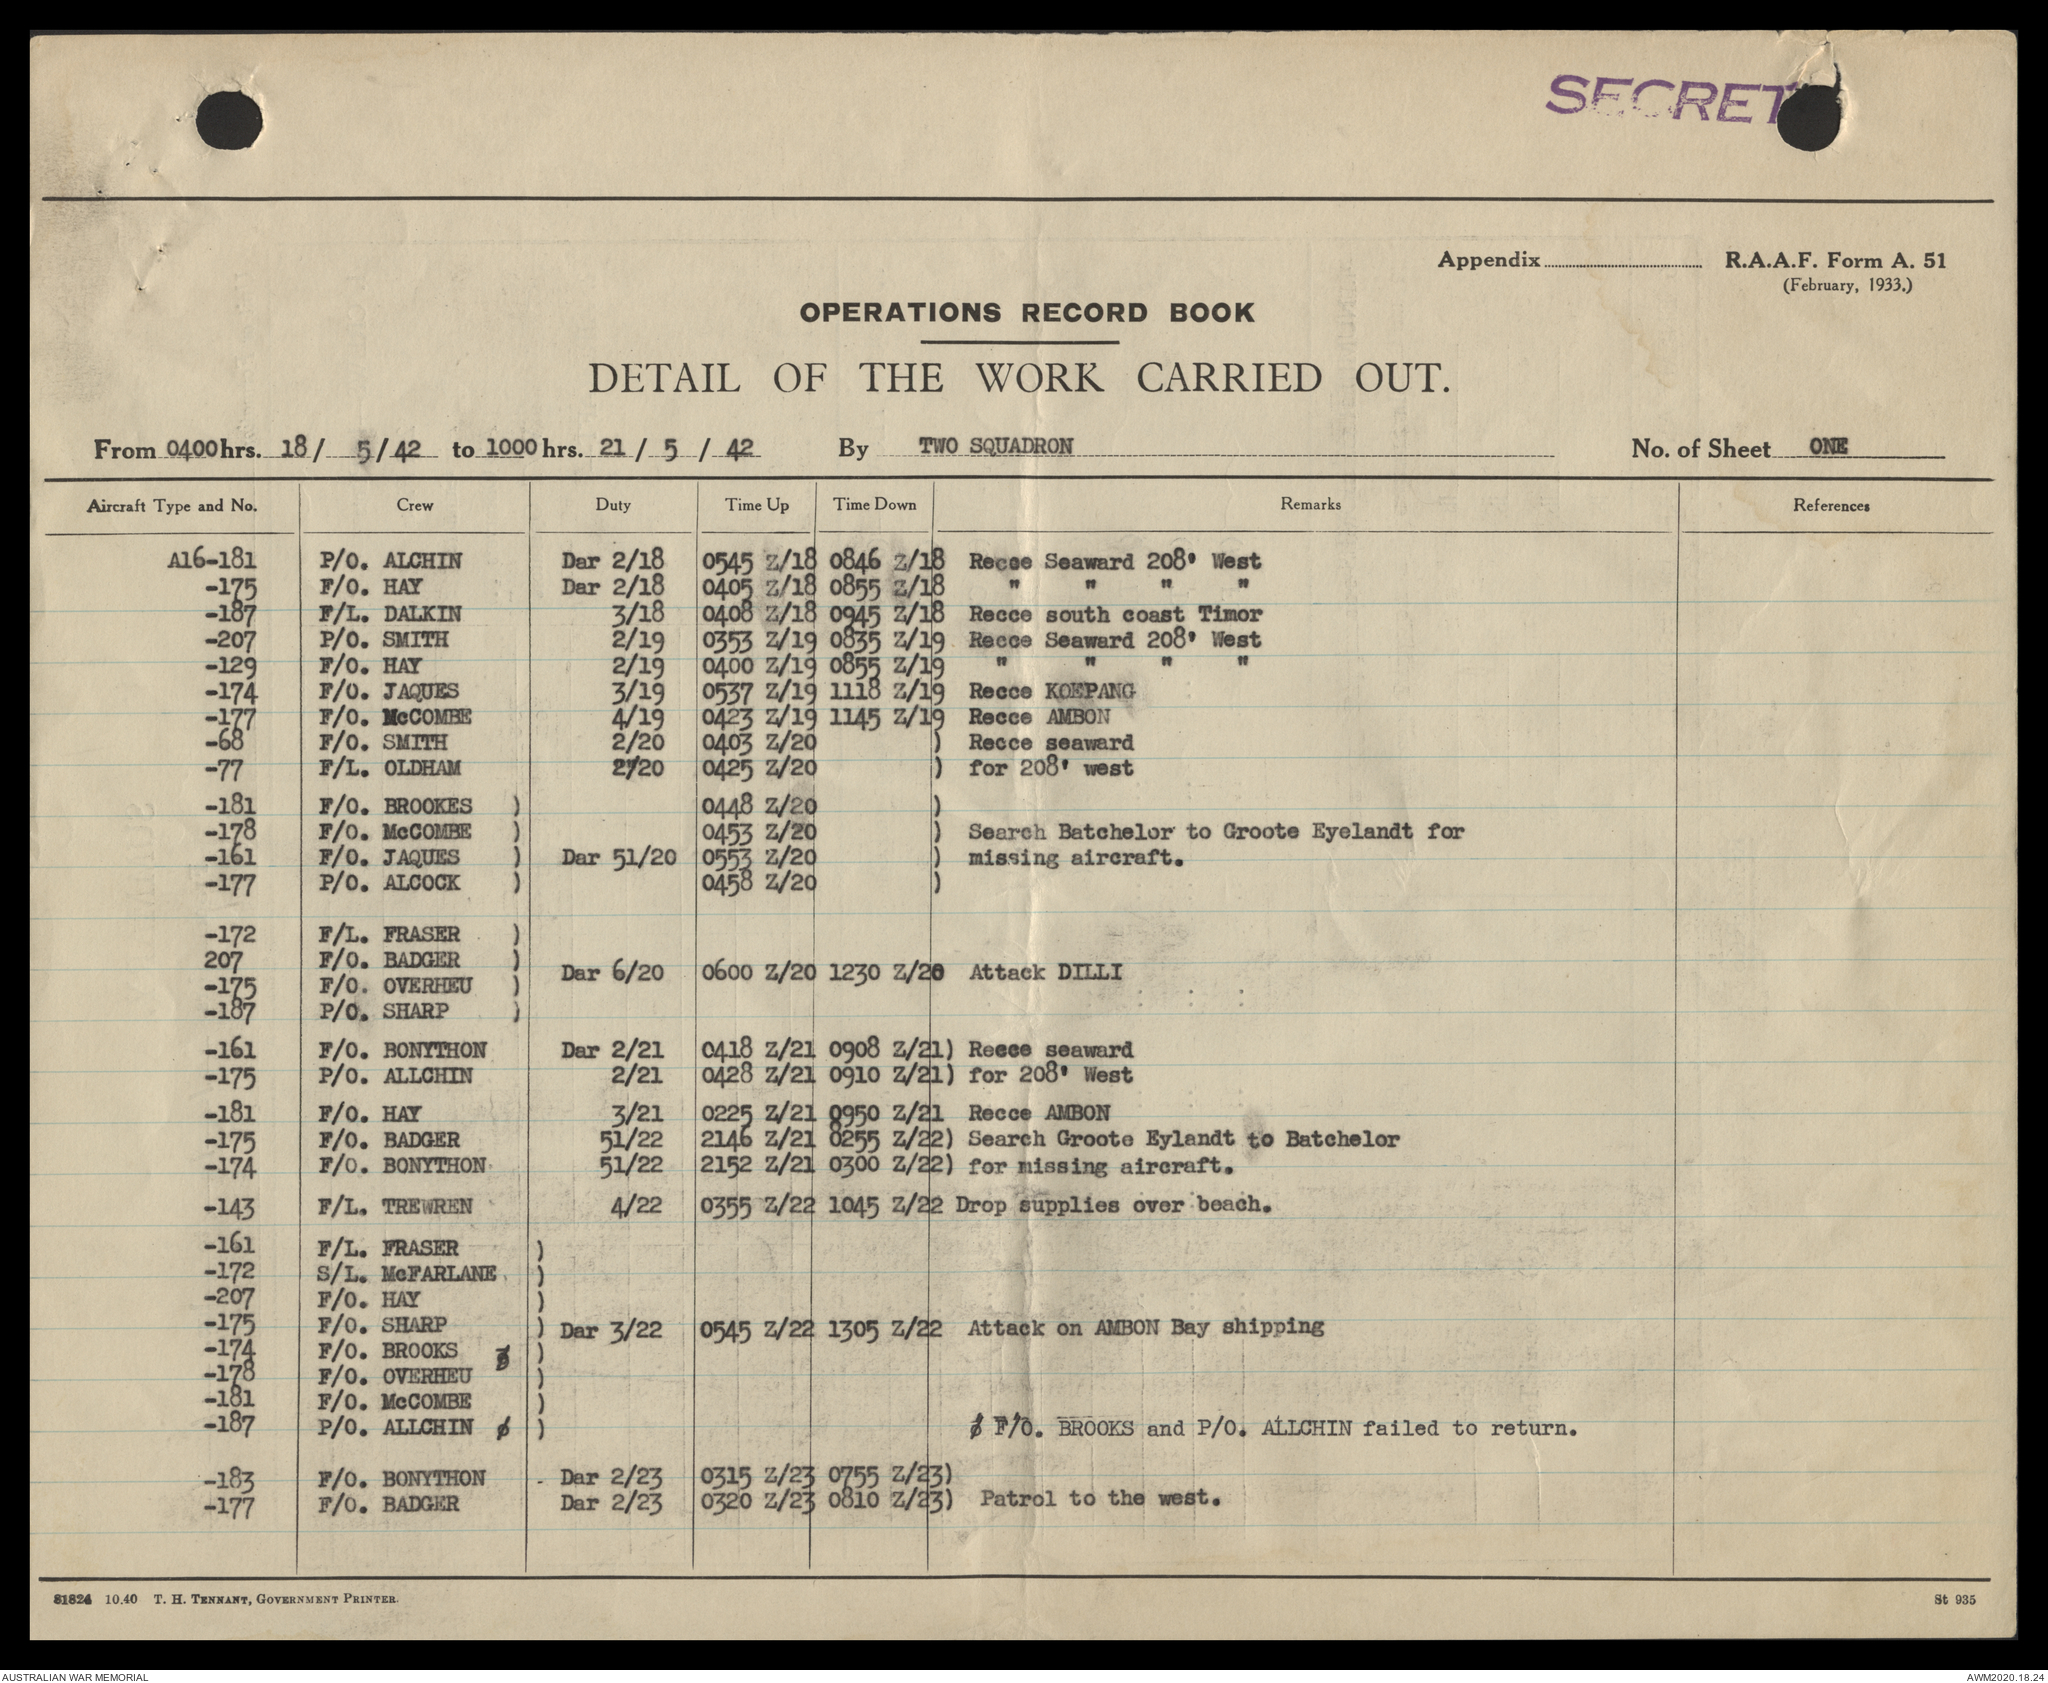 SECRET
Appendix R.A.A.F. Form A. 51
(February, 1933.)
OPERATIONS RECORD BOOK
DETAIL OF THE WORK CARRIED OUT.
From 0400 hrs. 18 / 5 / 42 to 1000 hrs. 21 / 5 / 42 By TWO SQUADRON No. of Sheet ONE
Aircraft Type and No. Crew Duty Time Up Time Down Remarks References
A16-181 P/O. ALCHIN Dar 2/18 0545 Z/18 0846 Z/18 Recce Seaward 208' West
-175 F/O. HAY Dar 2/18 0405 Z/18 0855 Z/18 " " " "
-187 F/L. DALKIN 3/18 0408 Z/18 0945 Z/18 Recce south coast Timor
-207 P/O. SMITH 2/19 0353 Z/19 0835 Z/19 Recce Seaward 208' West
-129 F/O. HAY 2/19 0400 Z/19 0855 Z/19 " " " "
-174 F/O. JAQUES 3/19 0537 Z/19 1118 Z/19 Recce KOEPANG
-177 F/O. McCOMBE 4/19 0423 Z/19 1145 Z/19 Recce AMBON
-68 F/O. SMITH 2/20 0403 Z/20 ) Recce seaward
-77 F/L. OLDHAM 2/20 0425 Z/20 ) for 208' west
-181 F/O. BROOKES ) 0448 Z/20 )
-178 F/O. McCOMBE ) 0453 Z/20 ) Search Batchelor to Groote Eyelandt for
-161 F/O. JAQUES ) Dar 51/20 0553 Z/20 ) missing aircraft.
-177 P/O. ALCOCK ) 0458 Z/20 )
-172 F/L. FRASER )
207 F/O. BADGER )
Dar 6/20 0600 Z/20 1230 Z/20 Attack DILLI
-175 F/O. OVERHEU )
-187 P/O. SHARP )
-161 F/O. BONYTHON Dar 2/21 0418 Z/21 0908 Z/21) Recce seaward
-175 P/O. ALLCHIN 2/21 0428 Z/21 0910 Z/21) for 208' West
-181 F/O. HAY 3/21 0225 Z/21 0950 Z/21 Recce AMBON
-175 F/O. BADGER 51/22 2146 Z/21 0255 Z/22) Search Groote Eylandt to Batchelor
-174 F/O. BONYTHON 51/22 2152 Z/21 0300 Z/22) for missing aircraft.
-143 F/L. TREWREN 4/22 0355 Z/22 1045 Z/22 Drop supplies over beach.
-161 F/L. FRASER )
-172 S/L. McFARLANE )
-207 F/O. HAY )
-175 F/O. SHARP ) Dar 3/22 0545 Z/22 1305 Z/22 Attack on AMBON Bay shipping
-174 F/O. BROOKS )
-178 F/O. OVERHEU )
-181 F/O. McCOMBE )
-187 P/O. ALLCHIN ∮ ) ∮ F/O. BROOKS and P/O. ALLCHIN failed to return.
-183 F/O. BONYTHON - Dar 2/23 0315 Z/23 0755 Z/23)
-177 F/O. BADGER Dar 2/23 0320 Z/23 0810 Z/23) Patrol to the west.
81824 10.40 T. H. TENNANT, GOVERNMENT PRINTER. St 935
AUSTRALIAN WAR MEMORIAL AWM2020.18.24